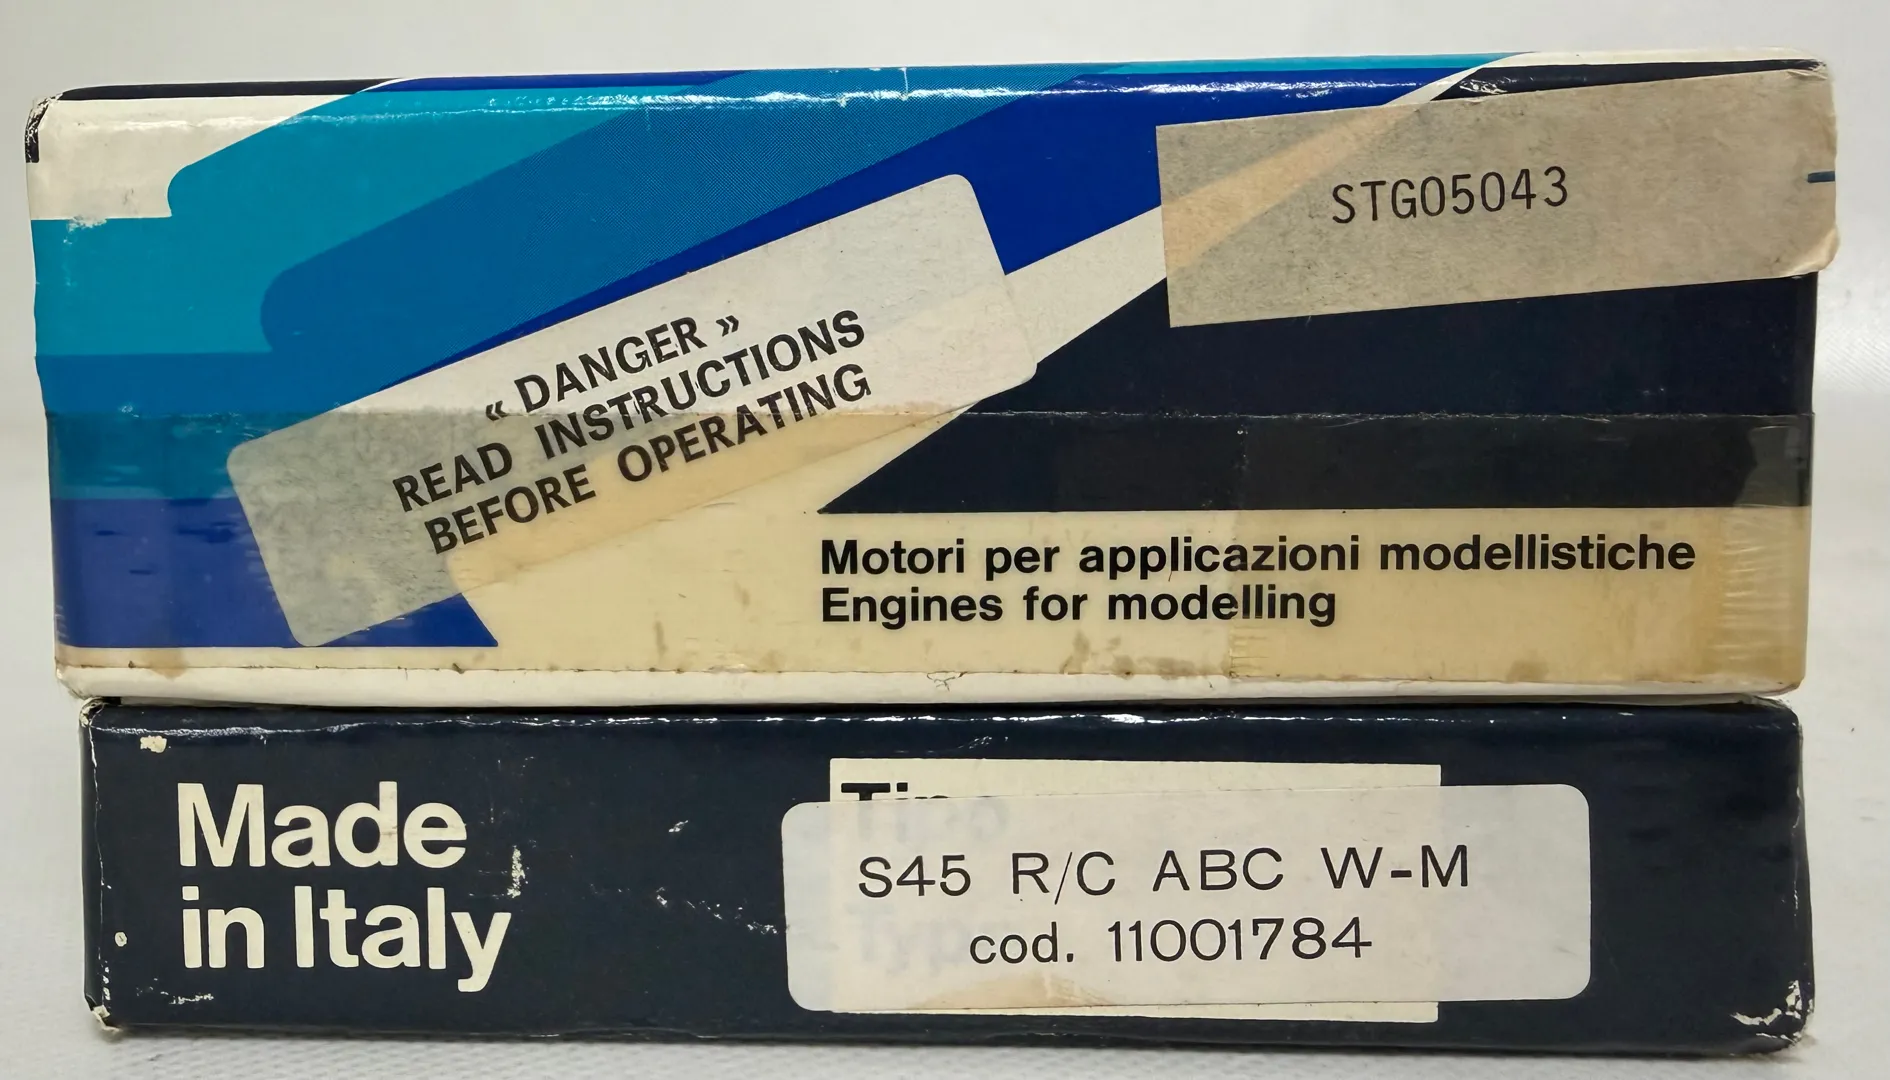 STG05043
« DANGER »
READ INSTRUCTIONS
BEFORE OPERATING
Motori per applicazioni modellistiche
Engines for modelling
Made
in Italy
Tipo
S45 R/C ABC W-M
cod. 11001784